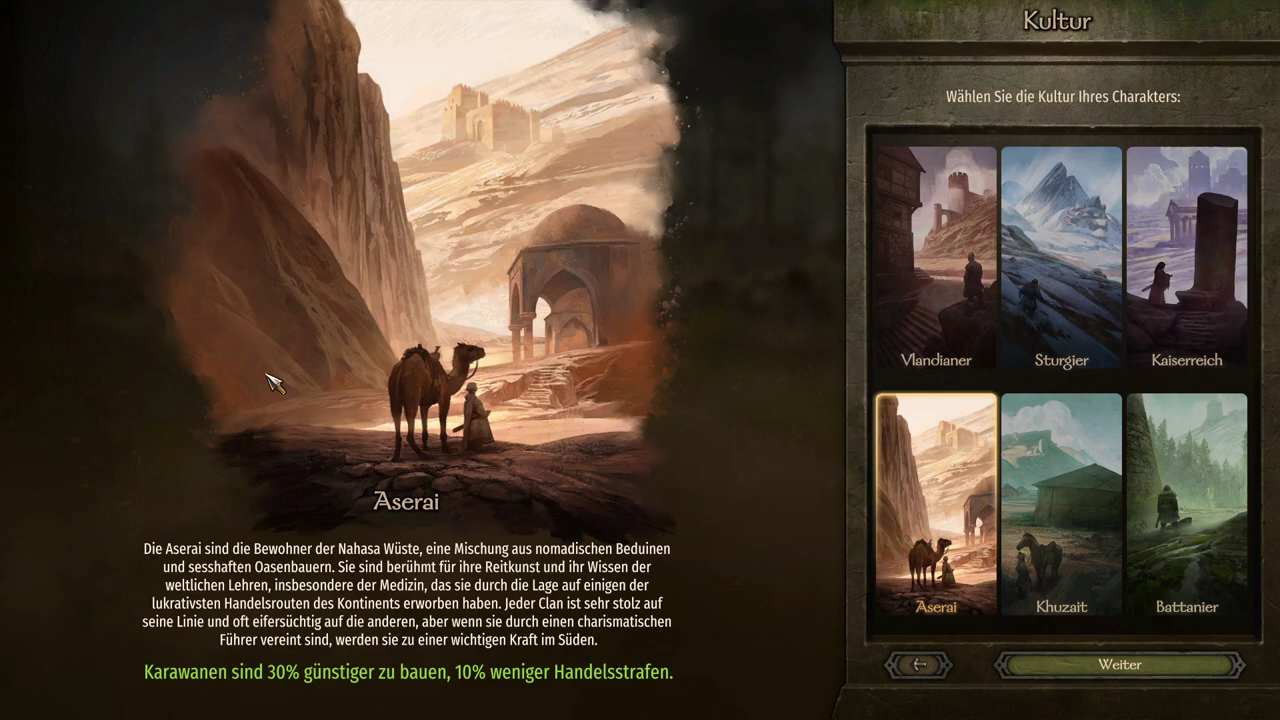 Kultur
Wählen Sie die Kultur Ihres Charakters:
Vlandianer
Sturgier
Kaiserreich
Aserai
Khuzait
Battanier
Weiter
Aserai
Die Aserai sind die Bewohner der Nahasa Wüste, eine Mischung aus nomadischen Beduinen
und sesshaften Oasenbauern. Sie sind berühmt für ihre Reitkunst und ihr Wissen der
weltlichen Lehren, insbesondere der Medizin, das sie durch die Lage auf einigen der
lukrativsten Handelsrouten des Kontinents erworben haben. Jeder Clan ist sehr stolz auf
seine Linie und oft eifersüchtig auf die anderen, aber wenn sie durch einen charismatischen
Führer vereint sind, werden sie zu einer wichtigen Kraft im Süden.
Karawanen sind 30% günstiger zu bauen, 10% weniger Handelsstrafen.